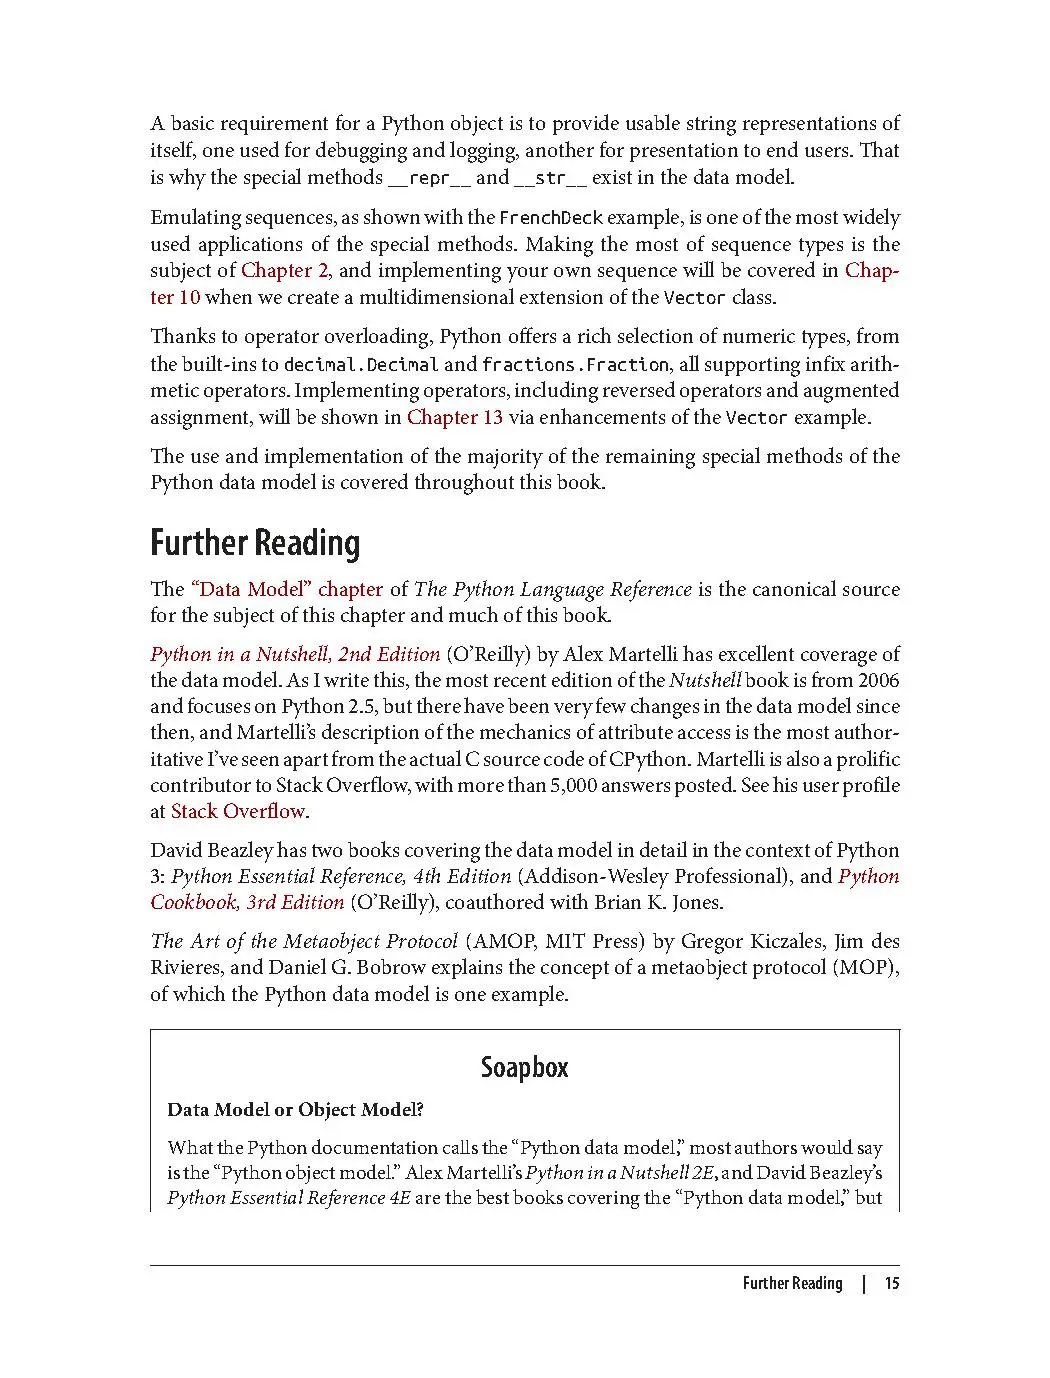 A basic requirement for a Python object is to provide usable string representations of
itself, one used for debugging and logging, another for presentation to end users. That
is why the special methods __repr__ and __str__ exist in the data model.
Emulating sequences, as shown with the FrenchDeck example, is one of the most widely
used applications of the special methods. Making the most of sequence types is the
subject of Chapter 2, and implementing your own sequence will be covered in Chap-
ter 10 when we create a multidimensional extension of the Vector class.
Thanks to operator overloading, Python offers a rich selection of numeric types, from
the built-ins to decimal.Decimal and fractions.Fraction, all supporting infix arith-
metic operators. Implementing operators, including reversed operators and augmented
assignment, will be shown in Chapter 13 via enhancements of the Vector example.
The use and implementation of the majority of the remaining special methods of the
Python data model is covered throughout this book.
Further Reading
The “Data Model” chapter of The Python Language Reference is the canonical source
for the subject of this chapter and much of this book.
Python in a Nutshell, 2nd Edition (O’Reilly) by Alex Martelli has excellent coverage of
the data model. As I write this, the most recent edition of the Nutshell book is from 2006
and focuses on Python 2.5, but there have been very few changes in the data model since
then, and Martelli’s description of the mechanics of attribute access is the most author-
itative I’ve seen apart from the actual C source code of CPython. Martelli is also a prolific
contributor to Stack Overflow, with more than 5,000 answers posted. See his user profile
at Stack Overflow.
David Beazley has two books covering the data model in detail in the context of Python
3: Python Essential Reference, 4th Edition (Addison-Wesley Professional), and Python
Cookbook, 3rd Edition (O’Reilly), coauthored with Brian K. Jones.
The Art of the Metaobject Protocol (AMOP, MIT Press) by Gregor Kiczales, Jim des
Rivieres, and Daniel G. Bobrow explains the concept of a metaobject protocol (MOP),
of which the Python data model is one example.
Soapbox
Data Model or Object Model?
What the Python documentation calls the “Python data model,” most authors would say
is the “Python object model.” Alex Martelli’s Python in a Nutshell 2E, and David Beazley’s
Python Essential Reference 4E are the best books covering the “Python data model,” but
Further Reading | 15